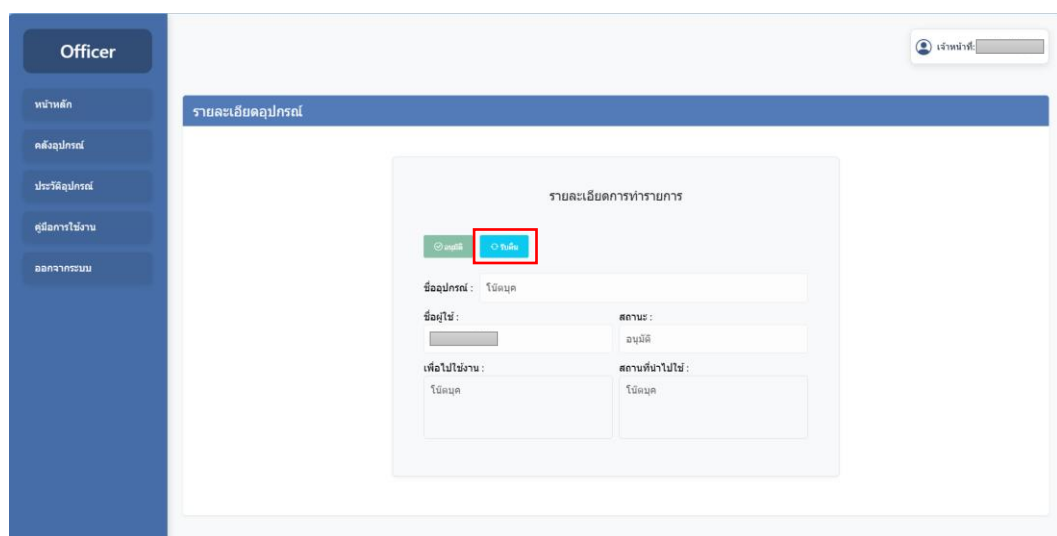 Officer
เจ้าหน้าที่:
หน้าหลัก
คลังอุปกรณ์
ประวัติอุปกรณ์
คู่มือการใช้งาน
ออกจากระบบ
รายละเอียดอุปกรณ์
รายละเอียดการทำรายการ
อนุมัติ รับคืน
ชื่ออุปกรณ์ : โน๊ตบุค
ชื่อผู้ใช้ : สถานะ :
อนุมัติ
เพื่อไปใช้งาน : สถานที่นำไปใช้ :
โน๊ตบุค โน๊ตบุค